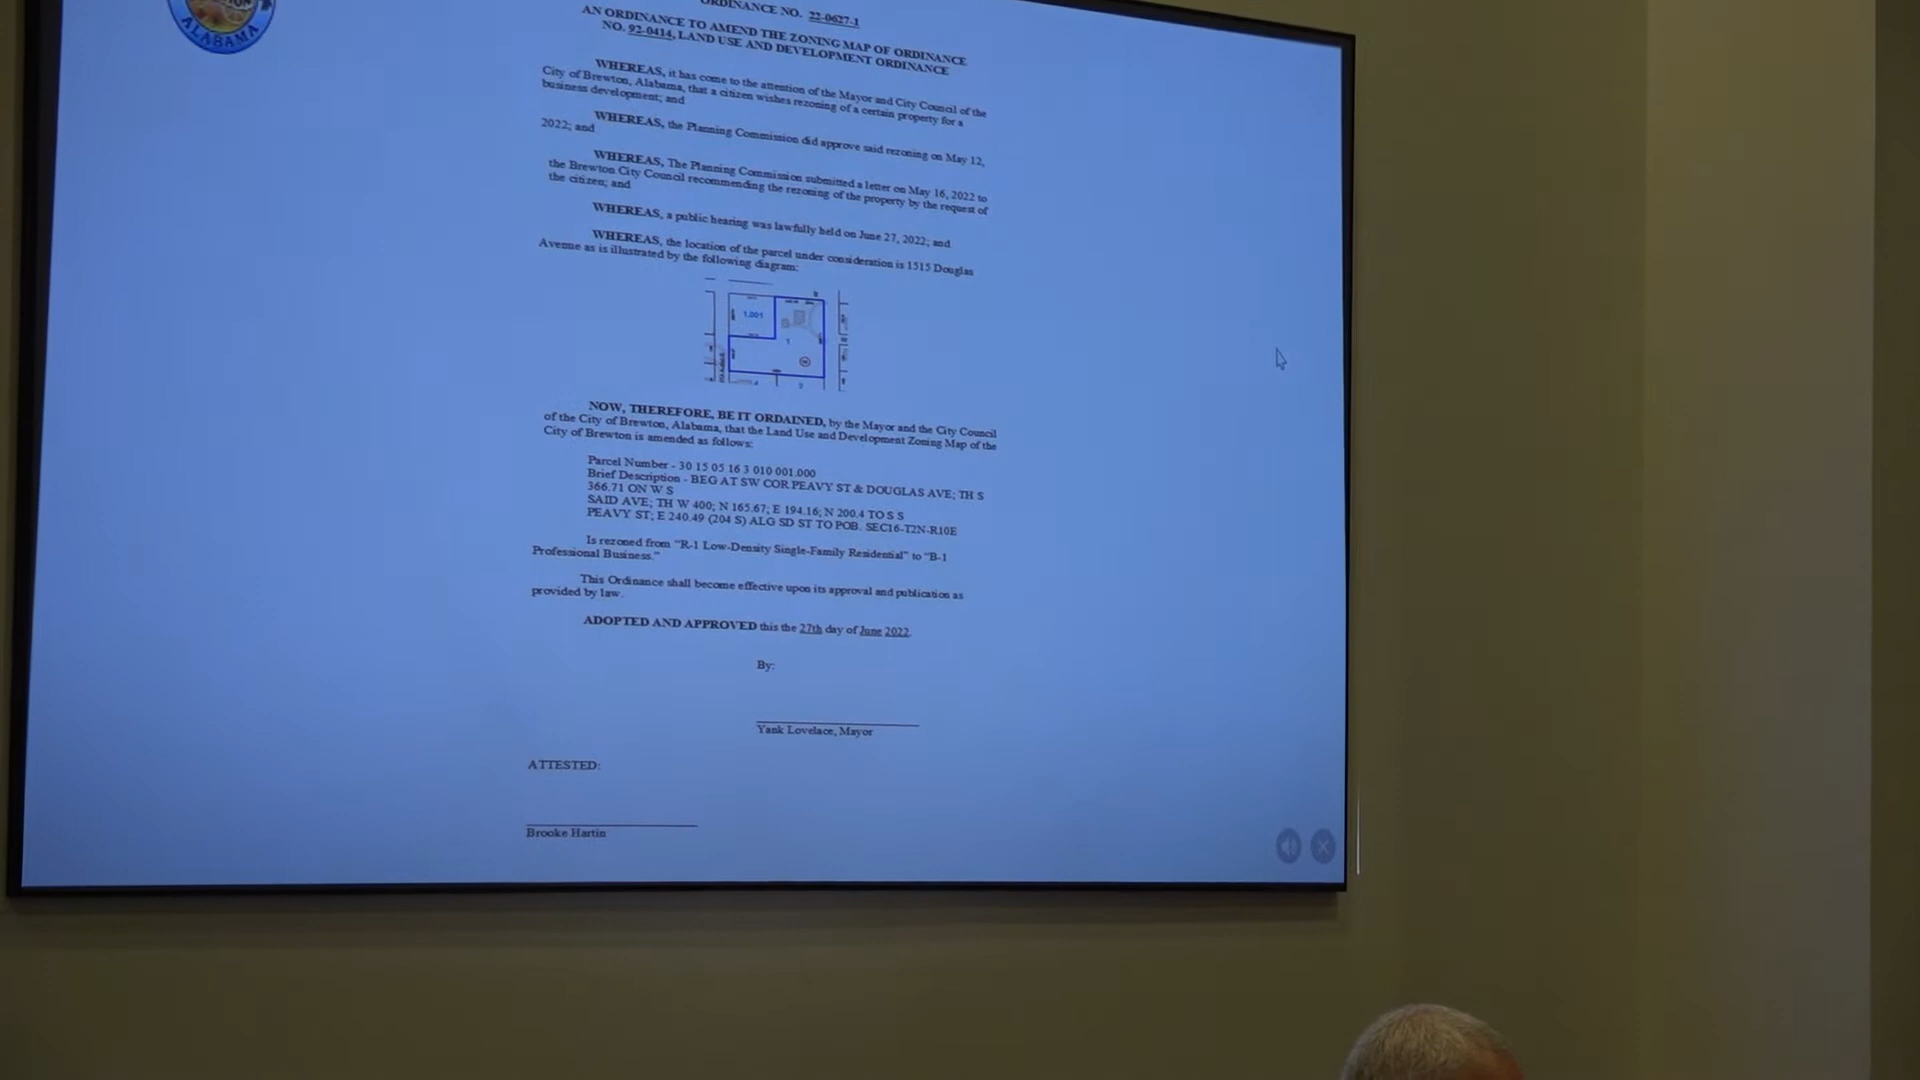 ALABAMA
ORDINANCE NO. 22-0627-1
AN ORDINANCE TO AMEND THE ZONING MAP OF ORDINANCE
NO. 92-0414, LAND USE AND DEVELOPMENT ORDINANCE
WHEREAS, it has come to the attention of the Mayor and City Council of the
City of Brewton, Alabama, that a citizen wishes rezoning of a certain property for a
business development; and
WHEREAS, the Planning Commission did approve said rezoning on May 12,
2022; and
WHEREAS, The Planning Commission submitted a letter on May 16, 2022 to
the Brewton City Council recommending the rezoning of the property by the request of
the citizen; and
WHEREAS, a public hearing was lawfully held on June 27, 2022; and
WHEREAS, the location of the parcel under consideration is 1515 Douglas
Avenue as is illustrated by the following diagram:
1.001
1
NOW, THEREFORE, BE IT ORDAINED, by the Mayor and the City Council
of the City of Brewton, Alabama, that the Land Use and Development Zoning Map of the
City of Brewton is amended as follows:
Parcel Number - 30 15 05 16 3 010 001.000
Brief Description - BEG AT SW COR PEAVY ST & DOUGLAS AVE; TH S
366.71 ON W S
SAID AVE; TH W 400; N 165.67; E 194.16; N 200.4 TO S S
PEAVY ST; E 240.49 (204 S) ALG SD ST TO POB. SEC16-T2N-R10E
Is rezoned from “R-1 Low-Density Single-Family Residential” to “B-1
Professional Business.”
This Ordinance shall become effective upon its approval and publication as
provided by law.
ADOPTED AND APPROVED this the 27th day of June 2022.
By:
Yank Lovelace, Mayor
ATTESTED:
Brooke Hartin